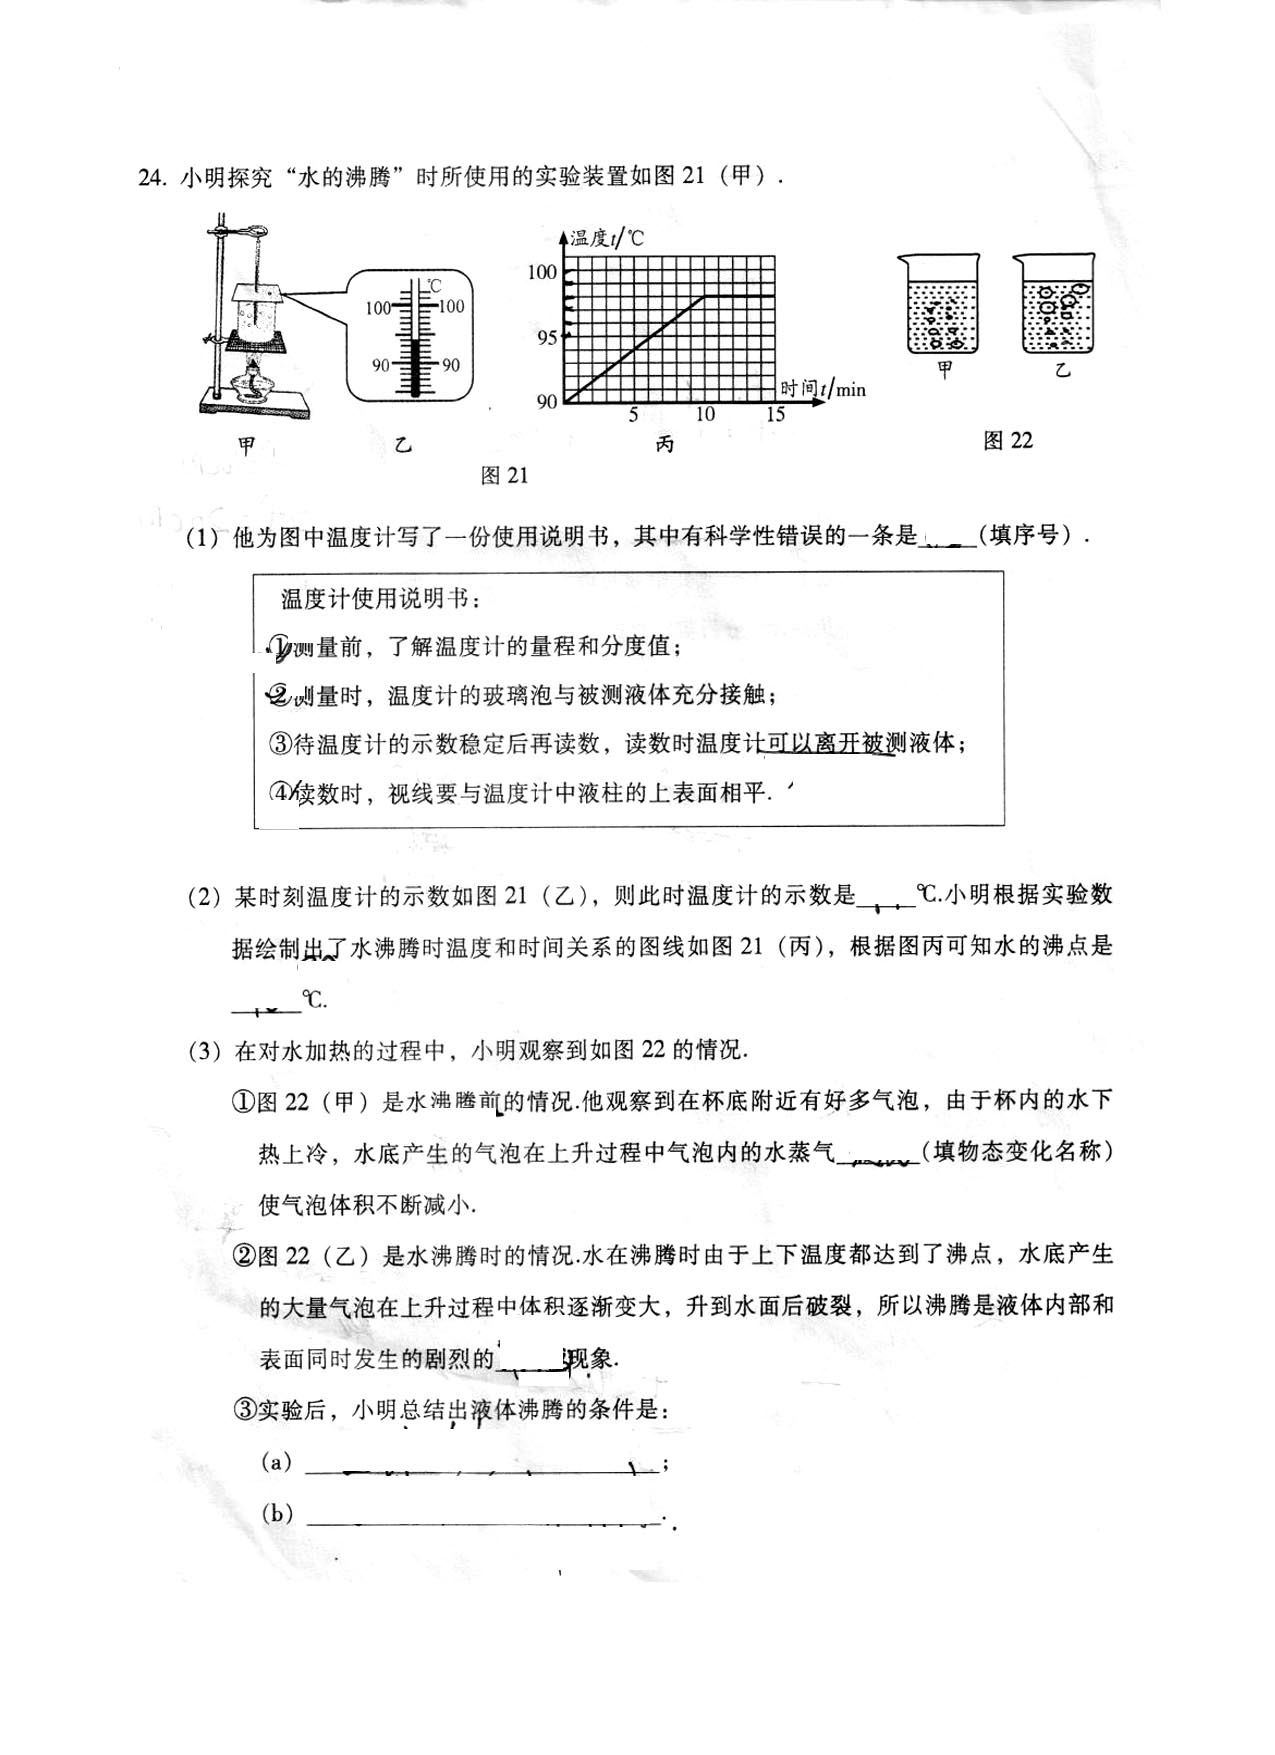 24. 小明探究“水的沸腾”时所使用的实验装置如图 21（甲）.
℃
100 100
90 90
甲
乙
温度t/℃
100
95
90
5 10 15
时间t/min
丙
图 21
甲
乙
图 22
(1) 他为图中温度计写了一份使用说明书，其中有科学性错误的一条是____（填序号）.
温度计使用说明书：
①测量前，了解温度计的量程和分度值；
②测量时，温度计的玻璃泡与被测液体充分接触；
③待温度计的示数稳定后再读数，读数时温度计可以离开被测液体；
④读数时，视线要与温度计中液柱的上表面相平.
(2) 某时刻温度计的示数如图 21（乙），则此时温度计的示数是____℃.小明根据实验数
据绘制出了水沸腾时温度和时间关系的图线如图 21（丙），根据图丙可知水的沸点是
____℃.
(3) 在对水加热的过程中，小明观察到如图 22 的情况.
①图 22（甲）是水沸腾前的情况.他观察到在杯底附近有好多气泡，由于杯内的水下
热上冷，水底产生的气泡在上升过程中气泡内的水蒸气____（填物态变化名称）
使气泡体积不断减小.
②图 22（乙）是水沸腾时的情况.水在沸腾时由于上下温度都达到了沸点，水底产生
的大量气泡在上升过程中体积逐渐变大，升到水面后破裂，所以沸腾是液体内部和
表面同时发生的剧烈的____现象.
③实验后，小明总结出液体沸腾的条件是：
(a) ____；
(b) ____.